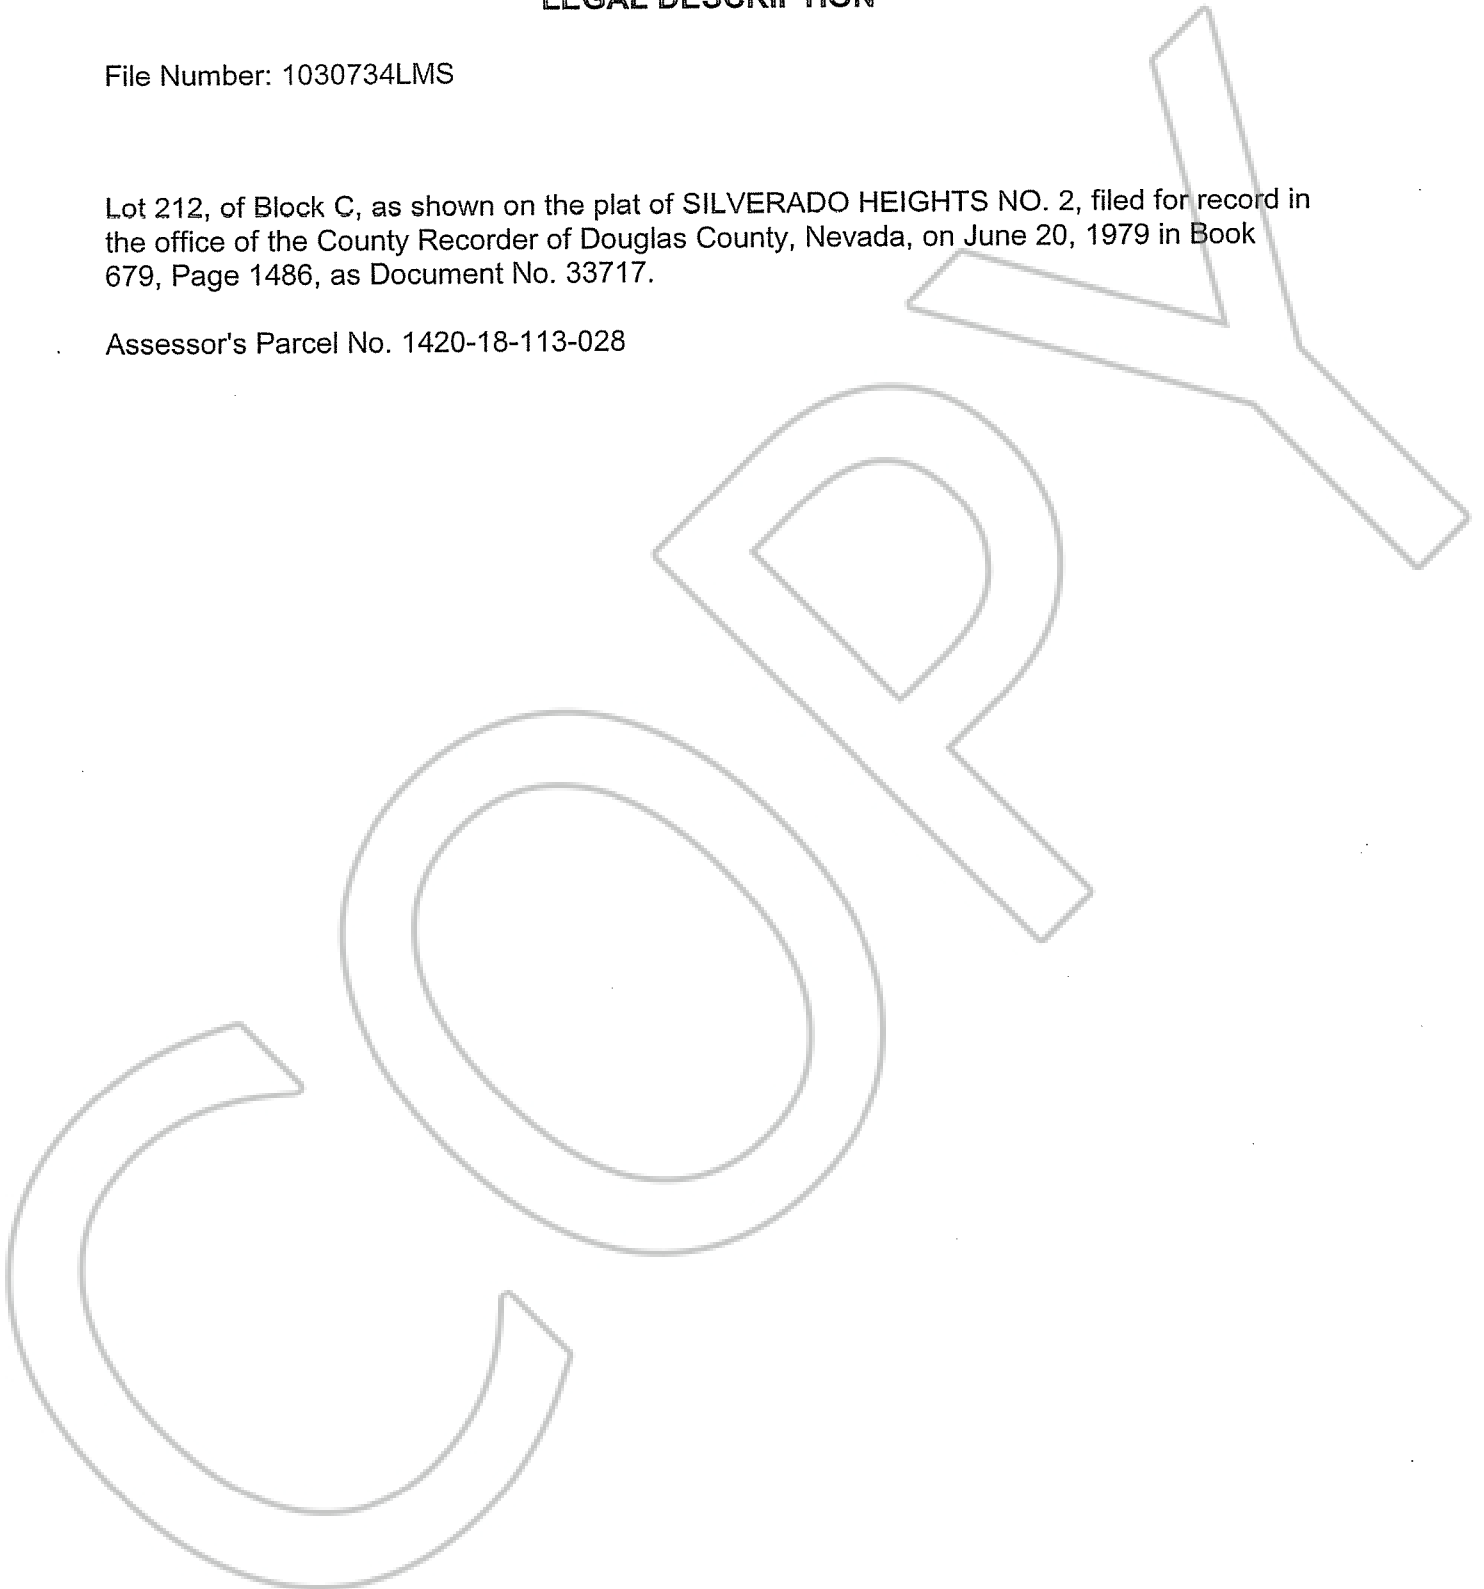 LEGAL DESCRIPTION
File Number: 1030734LMS
Lot 212, of Block C, as shown on the plat of SILVERADO HEIGHTS NO. 2, filed for record in
the office of the County Recorder of Douglas County, Nevada, on June 20, 1979 in Book
679, Page 1486, as Document No. 33717.
Assessor's Parcel No. 1420-18-113-028
COPY